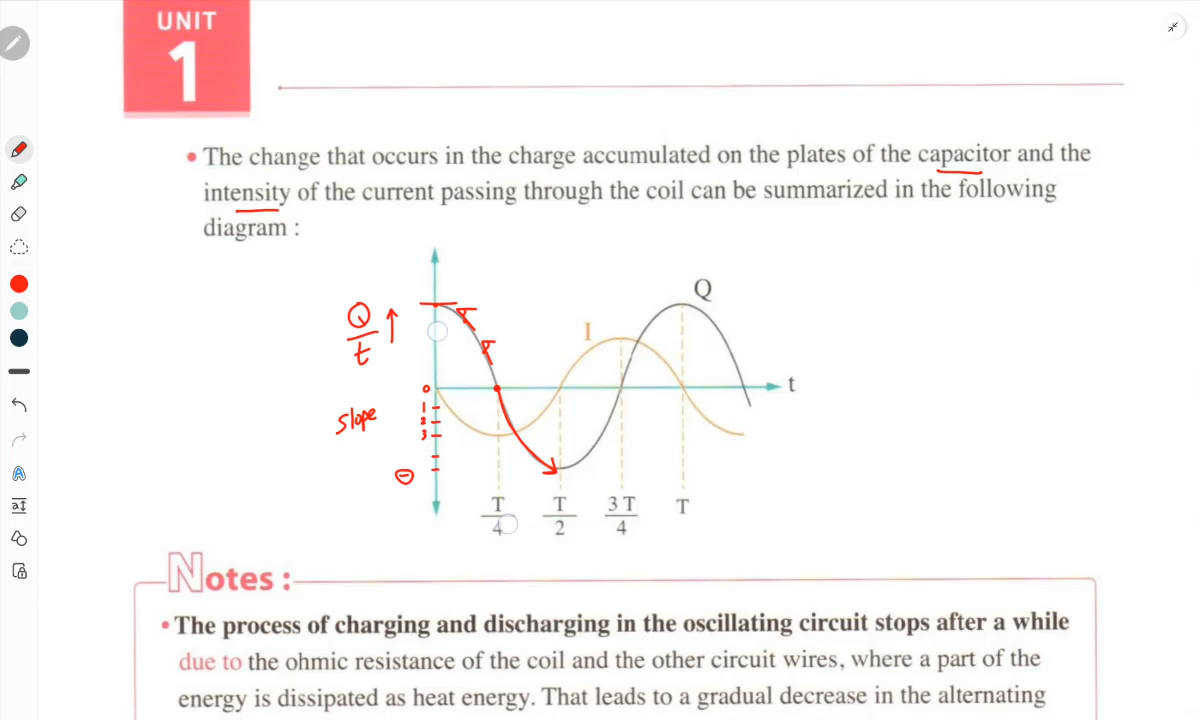 UNIT
1
• The change that occurs in the charge accumulated on the plates of the capacitor and the
intensity of the current passing through the coil can be summarized in the following
diagram :
Q
Q
t
I
t
0
1
2
3
slope
T
4
T
2
3T
4
T
Notes :
• The process of charging and discharging in the oscillating circuit stops after a while
due to the ohmic resistance of the coil and the other circuit wires, where a part of the
energy is dissipated as heat energy. That leads to a gradual decrease in the alternating